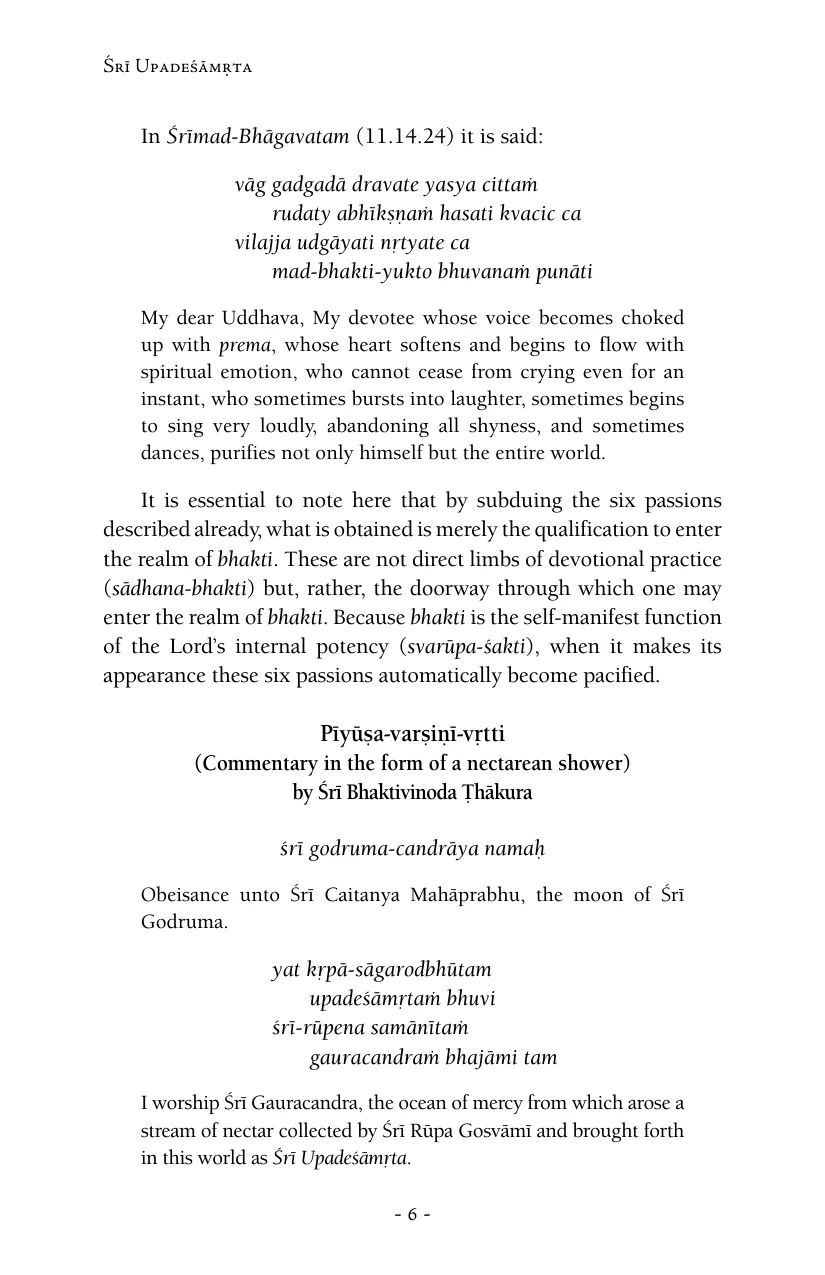 Śrī Upadeśāmṛta
In Śrīmad-Bhāgavatam (11.14.24) it is said:
vāg gadgadā dravate yasya cittaṁ
rudaty abhīkṣṇaṁ hasati kvacic ca
vilajja udgāyati nṛtyate ca
mad-bhakti-yukto bhuvanaṁ punāti
My dear Uddhava, My devotee whose voice becomes choked
up with prema, whose heart softens and begins to flow with
spiritual emotion, who cannot cease from crying even for an
instant, who sometimes bursts into laughter, sometimes begins
to sing very loudly, abandoning all shyness, and sometimes
dances, purifies not only himself but the entire world.
It is essential to note here that by subduing the six passions
described already, what is obtained is merely the qualification to enter
the realm of bhakti. These are not direct limbs of devotional practice
(sādhana-bhakti) but, rather, the doorway through which one may
enter the realm of bhakti. Because bhakti is the self-manifest function
of the Lord’s internal potency (svarūpa-śakti), when it makes its
appearance these six passions automatically become pacified.
Pīyūṣa-varṣiṇī-vṛtti
(Commentary in the form of a nectarean shower)
by Śrī Bhaktivinoda Ṭhākura
śrī godruma-candrāya namaḥ
Obeisance unto Śrī Caitanya Mahāprabhu, the moon of Śrī
Godruma.
yat kṛpā-sāgarodbhūtam
upadeśāmṛtaṁ bhuvi
śrī-rūpena samānītaṁ
gauracandraṁ bhajāmi tam
I worship Śrī Gauracandra, the ocean of mercy from which arose a
stream of nectar collected by Śrī Rūpa Gosvāmī and brought forth
in this world as Śrī Upadeśāmṛta.
- 6 -